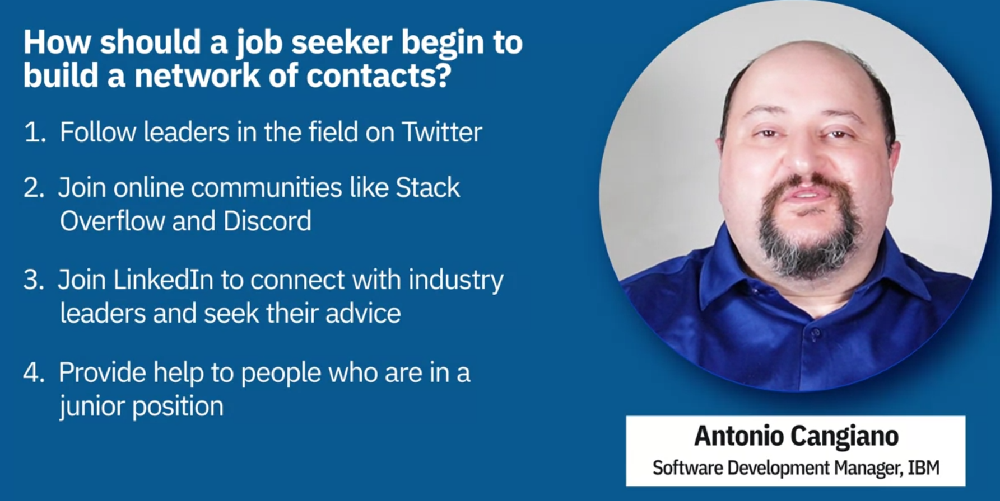 How should a job seeker begin to
build a network of contacts?
1. Follow leaders in the field on Twitter
2. Join online communities like Stack
Overflow and Discord
3. Join LinkedIn to connect with industry
leaders and seek their advice
4. Provide help to people who are in a
junior position
Antonio Cangiano
Software Development Manager, IBM